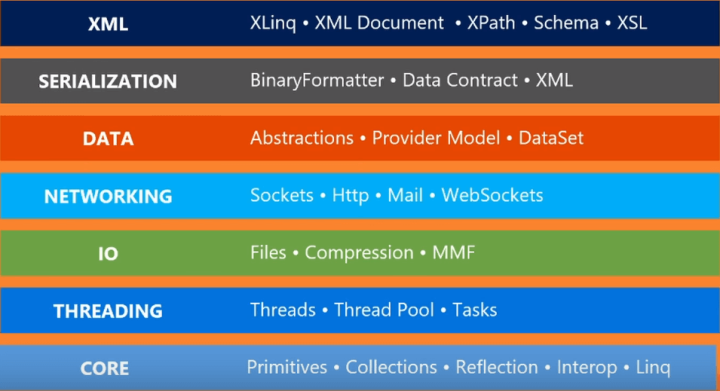 XML XLinq • XML Document • XPath • Schema • XSL
SERIALIZATION BinaryFormatter • Data Contract • XML
DATA Abstractions • Provider Model • DataSet
NETWORKING Sockets • Http • Mail • WebSockets
IO Files • Compression • MMF
THREADING Threads • Thread Pool • Tasks
CORE Primitives • Collections • Reflection • Interop • Linq